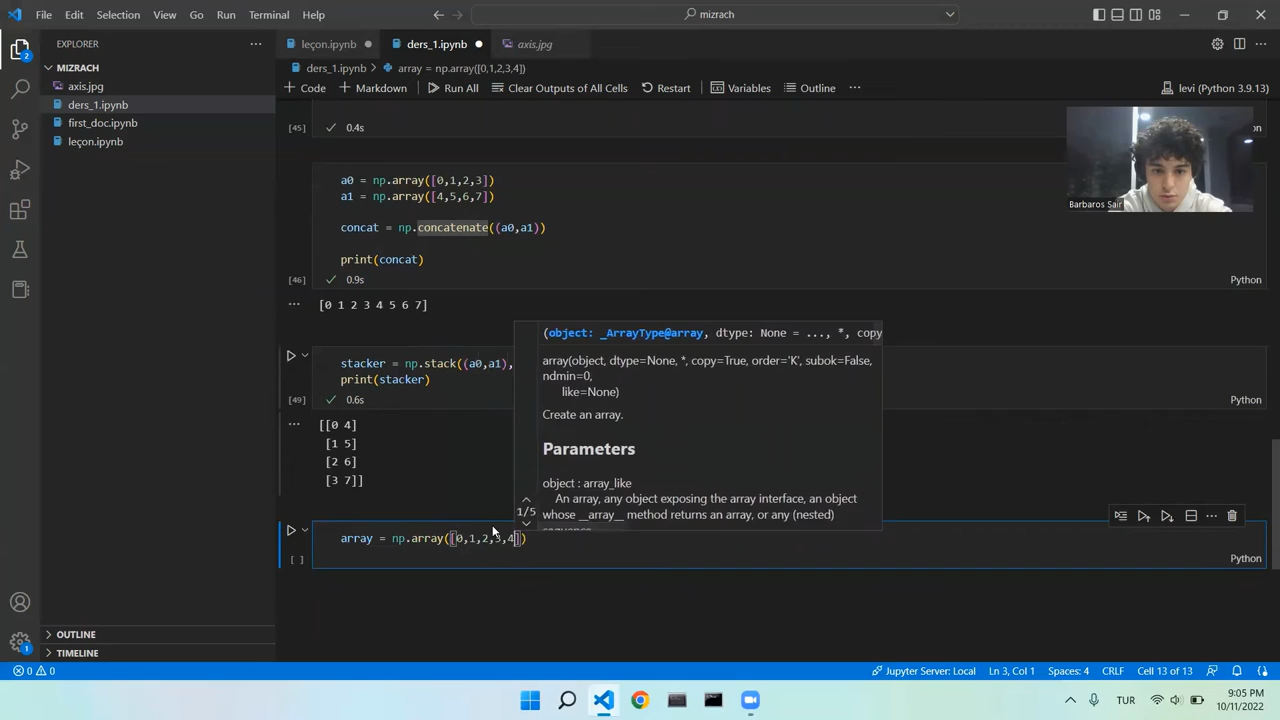 File Edit Selection View Go Run Terminal Help
mizrach
EXPLORER
leçon.ipynb
ders_1.ipynb
axis.jpg
MIZRACH
ders_1.ipynb > array = np.array([0,1,2,3,4])
axis.jpg
+ Code + Markdown Run All Clear Outputs of All Cells Restart Variables Outline
levi (Python 3.9.13)
ders_1.ipynb
first_doc.ipynb
leçon.ipynb
[45]
0.4s
a0 = np.array([0,1,2,3])
a1 = np.array([4,5,6,7])
Barbaros Sair
concat = np.concatenate((a0,a1))
print(concat)
[46]
0.9s
Python
[0 1 2 3 4 5 6 7]
(object: _ArrayType@array, dtype: None = ..., *, copy
stacker = np.stack((a0,a1),
print(stacker)
array(object, dtype=None, *, copy=True, order='K', subok=False,
ndmin=0,
like=None)
[49]
0.6s
Python
Create an array.
[[0 4]
[1 5]
[2 6]
[3 7]]
Parameters
object : array_like
An array, any object exposing the array interface, an object
whose __array__ method returns an array, or any (nested)
1/5
array = np.array([0,1,2,3,4])
[ ]
Python
OUTLINE
TIMELINE
0 0
Jupyter Server: Local Ln 3, Col 1 Spaces: 4 CRLF Cell 13 of 13
TUR
9:05 PM
10/11/2022